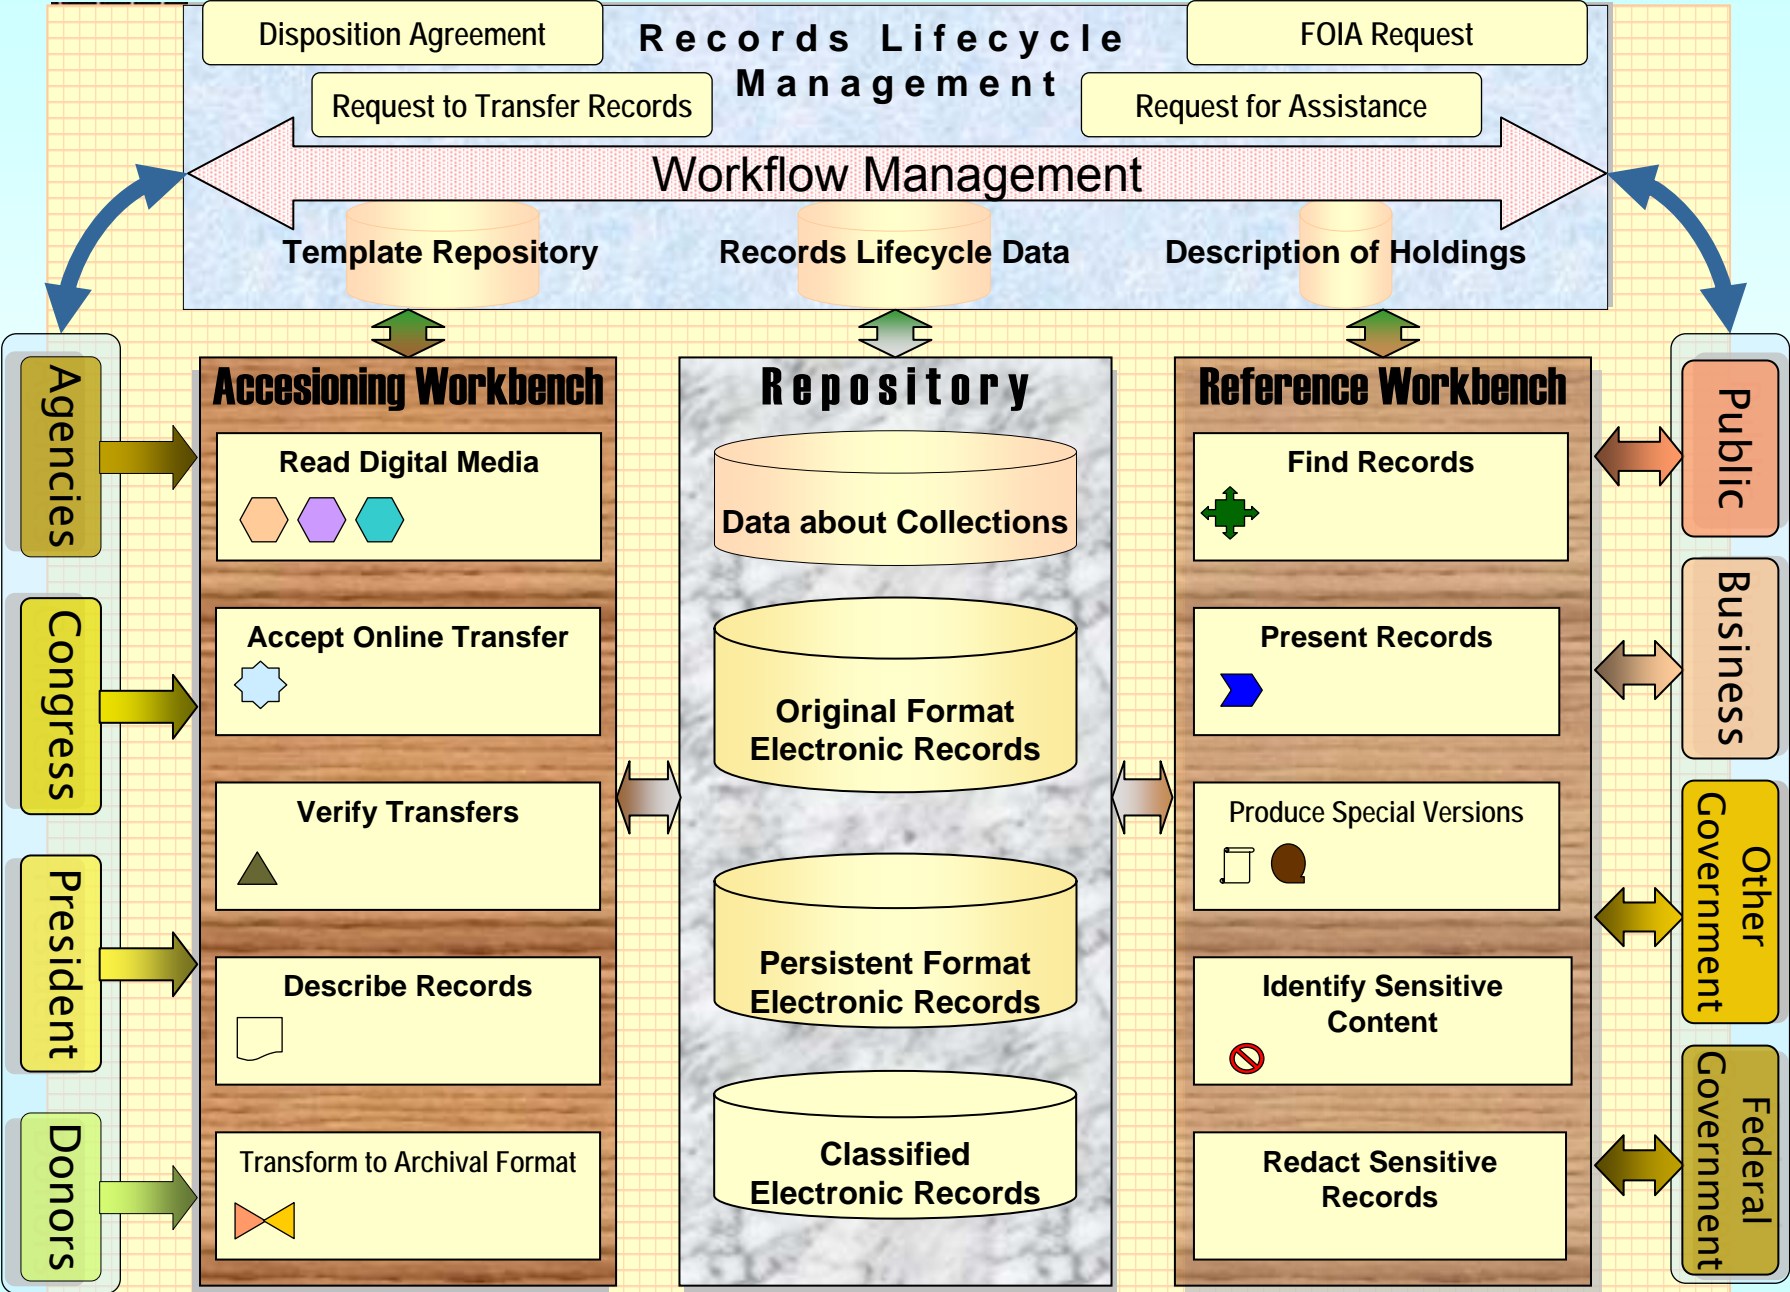 Disposition Agreement
Records Lifecycle
Management
FOIA Request
Request to Transfer Records
Request for Assistance
Workflow Management
Template Repository
Records Lifecycle Data
Description of Holdings
Agencies
Congress
President
Donors
Accesioning Workbench
Read Digital Media
Accept Online Transfer
Verify Transfers
Describe Records
Transform to Archival Format
Repository
Data about Collections
Original Format
Electronic Records
Persistent Format
Electronic Records
Classified
Electronic Records
Reference Workbench
Find Records
Present Records
Produce Special Versions
Identify Sensitive
Content
Redact Sensitive
Records
Public
Business
Other
Government
Federal
Government